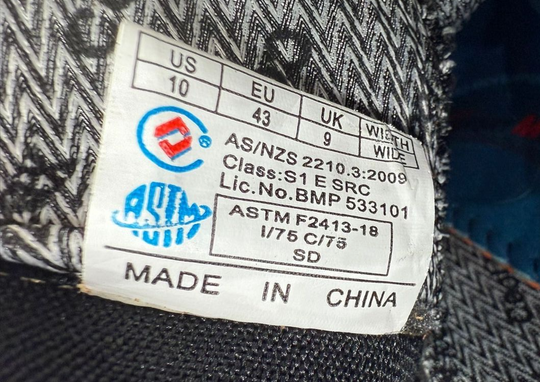 US EU UK WIDTH
10 43 9 WIDE
AS/NZS 2210.3:2009
Class:S1 E SRC
Lic.No.BMP 533101
®
ASTM
ASTM F2413-18
I/75 C/75
SD
MADE IN CHINA